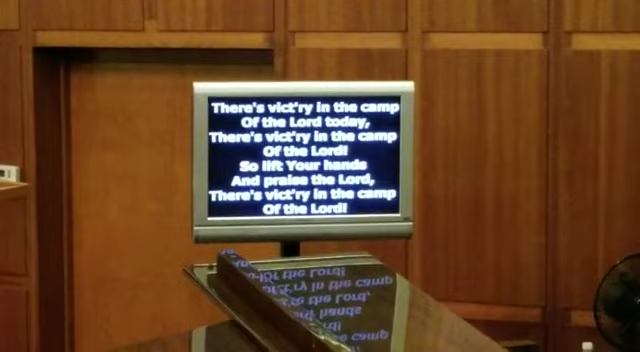 There's vict'ry in the camp
Of the Lord today,
There's vict'ry in the camp
Of the Lord!
So lift Your hands
And praise the Lord,
There's vict'ry in the camp
Of the Lord!